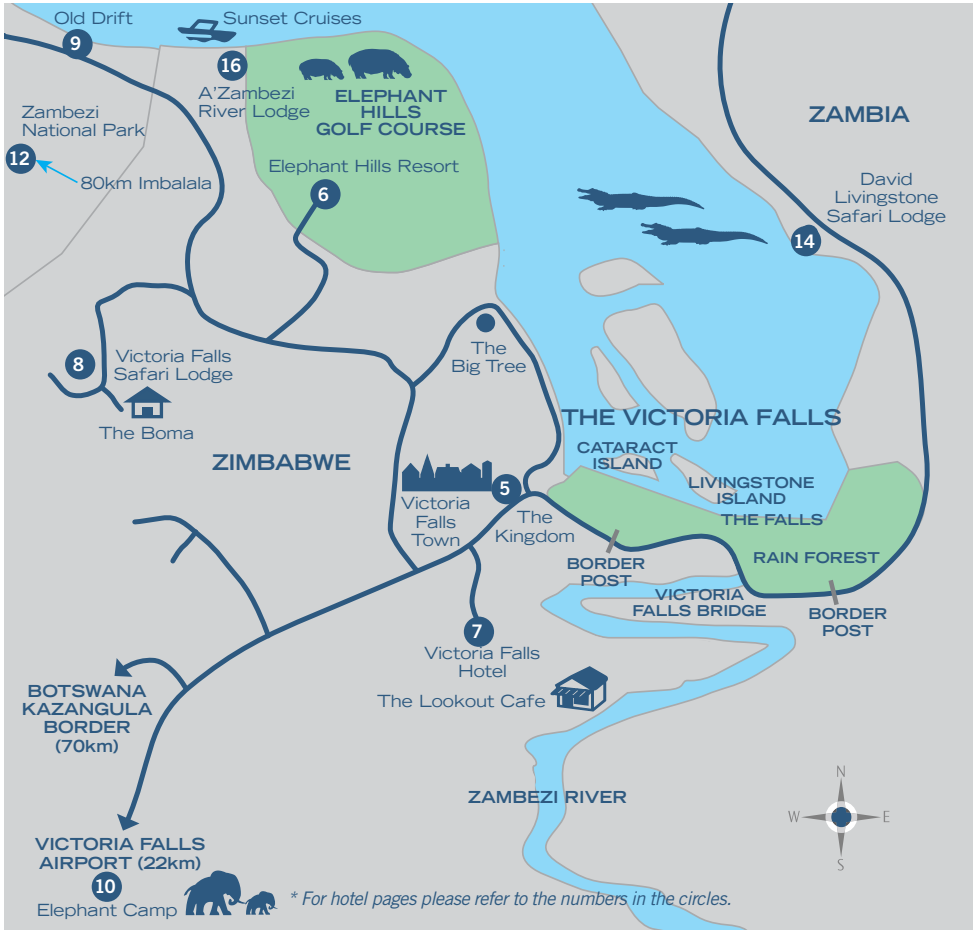 Old Drift
9
Sunset Cruises
16
A'Zambezi
River Lodge
ELEPHANT
HILLS
GOLF COURSE
ZAMBIA
Zambezi
National Park
12
80km Imbalala
Elephant Hills Resort
6
David
Livingstone
Safari Lodge
14
The
Big Tree
8
Victoria Falls
Safari Lodge
The Boma
THE VICTORIA FALLS
CATARACT
ISLAND
LIVINGSTONE
ISLAND
THE FALLS
RAIN FOREST
ZIMBABWE
5
Victoria
Falls
Town
The
Kingdom
BORDER
POST
VICTORIA
FALLS BRIDGE
BORDER
POST
7
Victoria Falls
Hotel
The Lookout Cafe
BOTSWANA
KAZANGULA
BORDER
(70km)
ZAMBEZI RIVER
N
W
E
S
VICTORIA FALLS
AIRPORT (22km)
10
Elephant Camp
* For hotel pages please refer to the numbers in the circles.